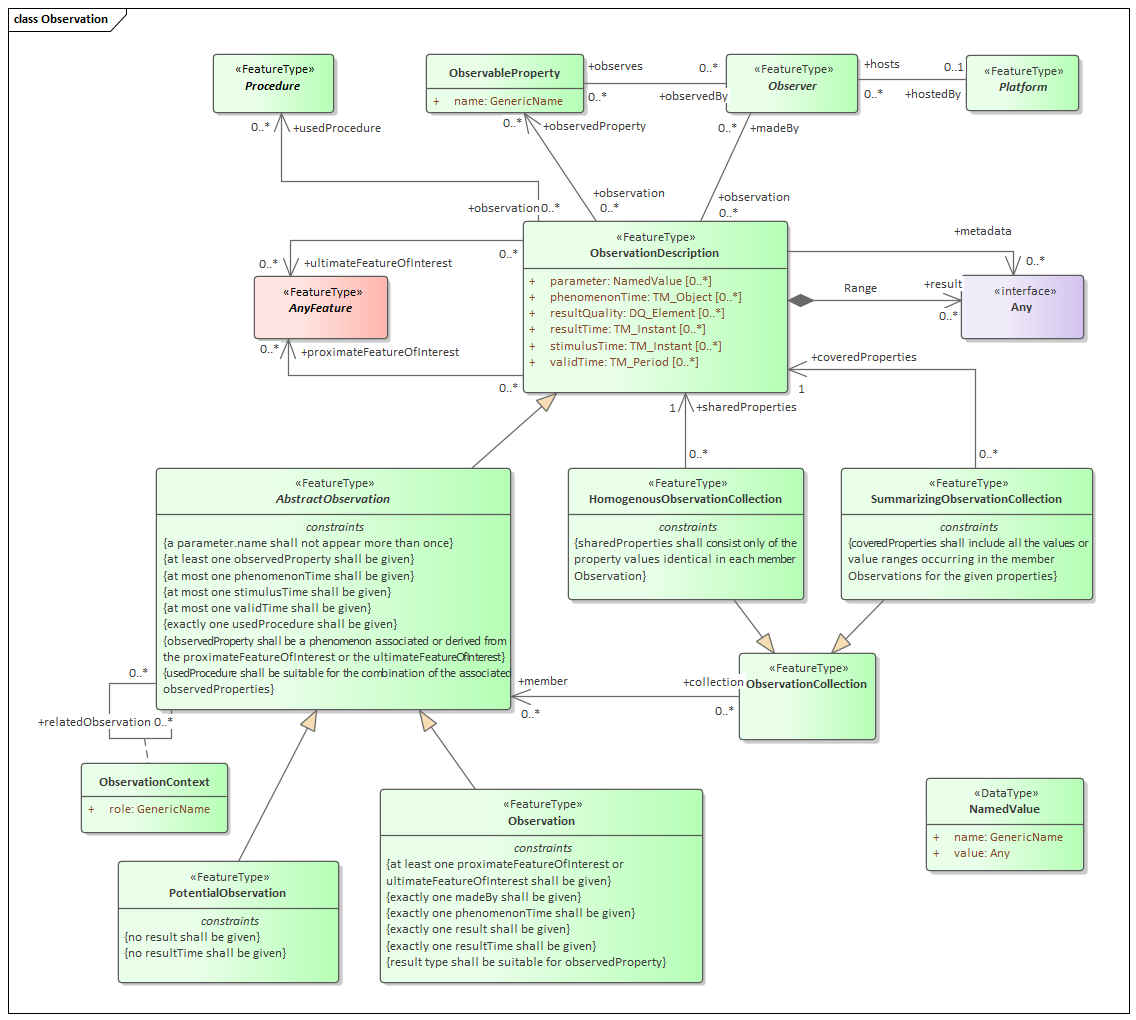 class Observation
«FeatureType»
Procedure
ObservableProperty
+ name: GenericName
+observes
0..*
0..*
+observedBy
«FeatureType»
Observer
+hosts
0..1
0..*
+hostedBy
«FeatureType»
Platform
0..*
+usedProcedure
0..*
+observedProperty
0..*
+madeBy
+observation
0..*
+observation
0..*
+observation
0..*
«FeatureType»
ObservationDescription
+ parameter: NamedValue [0..*]
+ phenomenonTime: TM_Object [0..*]
+ resultQuality: DQ_Element [0..*]
+ resultTime: TM_Instant [0..*]
+ stimulusTime: TM_Instant [0..*]
+ validTime: TM_Period [0..*]
+metadata
0..*
0..*
0..*
+ultimateFeatureOfInterest
«FeatureType»
AnyFeature
0..*
+proximateFeatureOfInterest
0..*
Range
+result
0..*
«interface»
Any
+coveredProperties
1
1
+sharedProperties
0..*
0..*
«FeatureType»
AbstractObservation
constraints
{a parameter.name shall not appear more than once}
{at least one observedProperty shall be given}
{at most one phenomenonTime shall be given}
{at most one stimulusTime shall be given}
{at most one validTime shall be given}
{exactly one usedProcedure shall be given}
{observedProperty shall be a phenomenon associated or derived from
the proximateFeatureOfInterest or the ultimateFeatureOfInterest}
{usedProcedure shall be suitable for the combination of the associated
observedProperties}
«FeatureType»
HomogenousObservationCollection
constraints
{sharedProperties shall consist only of the
property values identical in each member
Observation}
«FeatureType»
SummarizingObservationCollection
constraints
{coveredProperties shall include all the values or
value ranges occurring in the member
Observations for the given properties}
«FeatureType»
ObservationCollection
+member
0..*
+collection
0..*
0..*
+relatedObservation 0..*
ObservationContext
+ role: GenericName
«FeatureType»
PotentialObservation
constraints
{no result shall be given}
{no resultTime shall be given}
«FeatureType»
Observation
constraints
{at least one proximateFeatureOfInterest or
ultimateFeatureOfInterest shall be given}
{exactly one madeBy shall be given}
{exactly one phenomenonTime shall be given}
{exactly one result shall be given}
{exactly one resultTime shall be given}
{result type shall be suitable for observedProperty}
«DataType»
NamedValue
+ name: GenericName
+ value: Any